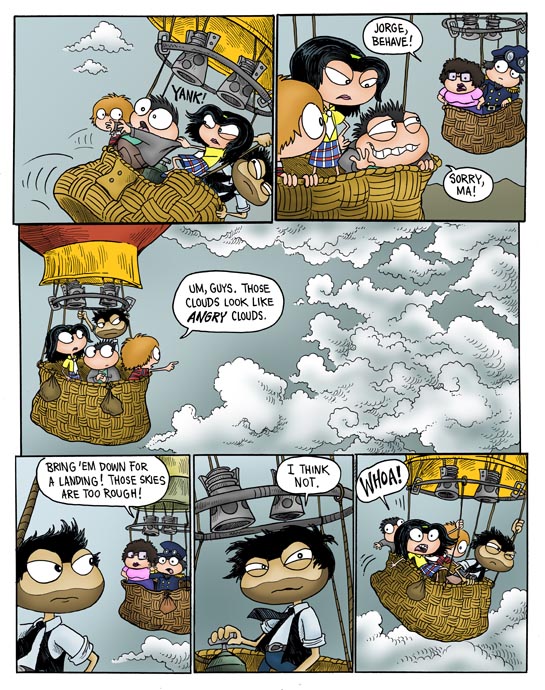 YANK!
JORGE,
BEHAVE!
SORRY,
MA!
UM, GUYS. THOSE
CLOUDS LOOK LIKE
ANGRY CLOUDS.
BRING 'EM DOWN FOR
A LANDING! THOSE SKIES
ARE TOO ROUGH!
I THINK
NOT.
WHOA!